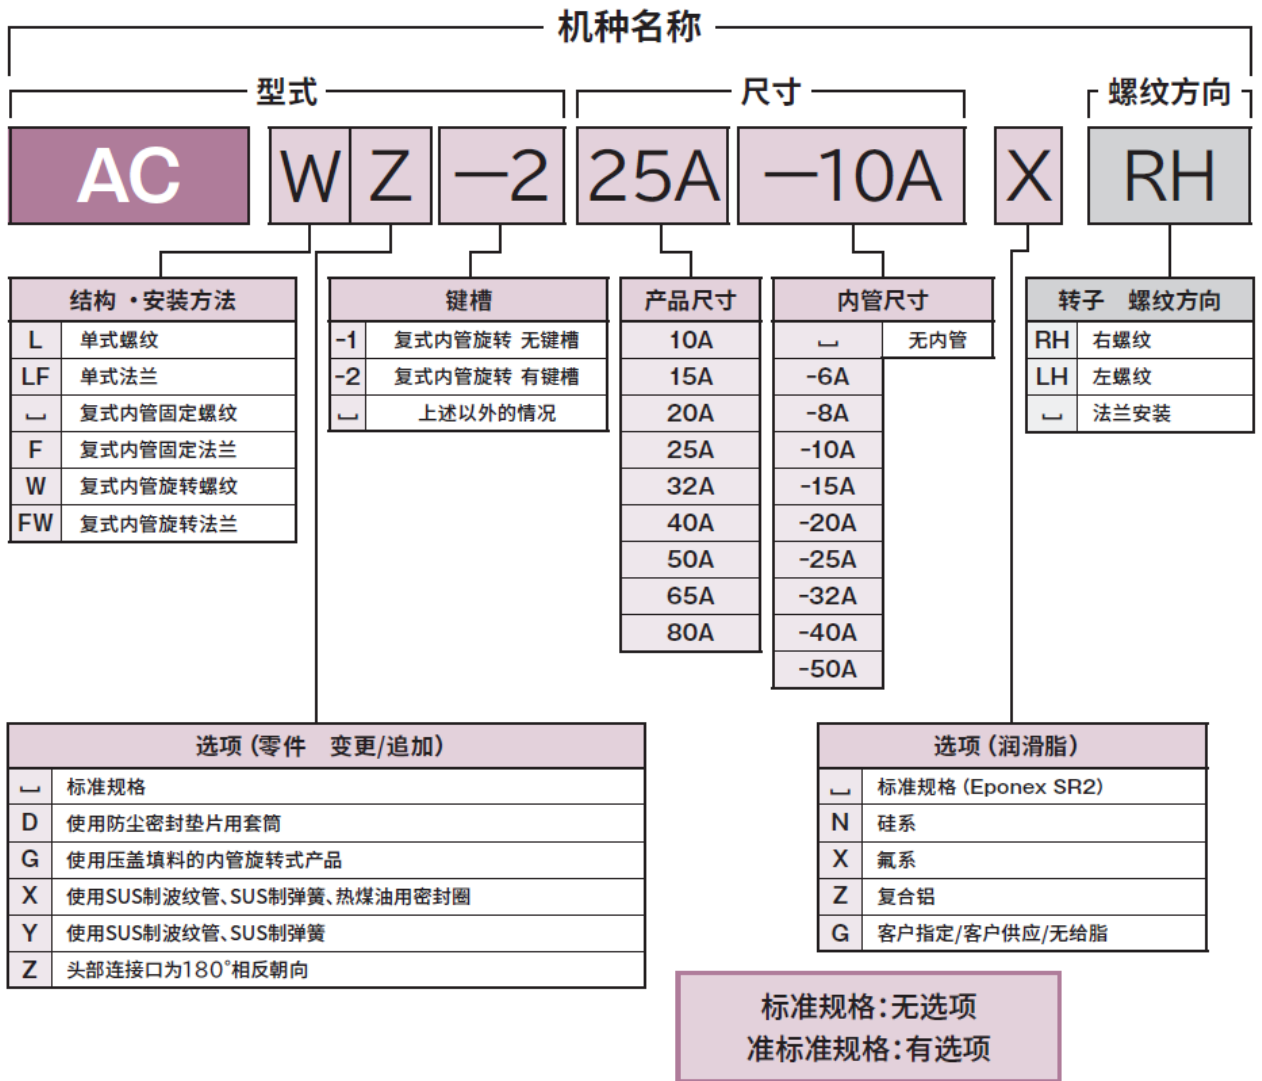 机种名称
型式 尺寸 螺纹方向
AC W Z －2 25A －10A X RH
结构 ・安装方法
L 单式螺纹
LF 单式法兰
⎵ 复式内管固定螺纹
F 复式内管固定法兰
W 复式内管旋转螺纹
FW 复式内管旋转法兰
键槽
-1 复式内管旋转 无键槽
-2 复式内管旋转 有键槽
⎵ 上述以外的情况
产品尺寸
10A
15A
20A
25A
32A
40A
50A
65A
80A
内管尺寸
⎵ 无内管
-6A
-8A
-10A
-15A
-20A
-25A
-32A
-40A
-50A
转子　螺纹方向
RH 右螺纹
LH 左螺纹
⎵ 法兰安装
选项（零件　变更/追加）
⎵ 标准规格
D 使用防尘密封垫片用套筒
G 使用压盖填料的内管旋转式产品
X 使用SUS制波纹管、SUS制弹簧、热煤油用密封圈
Y 使用SUS制波纹管、SUS制弹簧
Z 头部连接口为180°相反朝向
选项（润滑脂）
⎵ 标准规格（Eponex SR2）
N 硅系
X 氟系
Z 复合铝
G 客户指定/客户供应/无给脂
标准规格：无选项
准标准规格：有选项